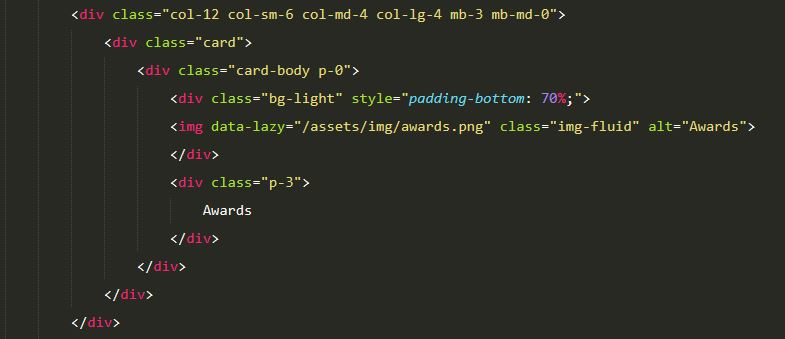 <div class="col-12 col-sm-6 col-md-4 col-lg-4 mb-3 mb-md-0">
<div class="card">
<div class="card-body p-0">
<div class="bg-light" style="padding-bottom: 70%;">
<img data-lazy="/assets/img/awards.png" class="img-fluid" alt="Awards">
</div>
<div class="p-3">
Awards
</div>
</div>
</div>
</div>